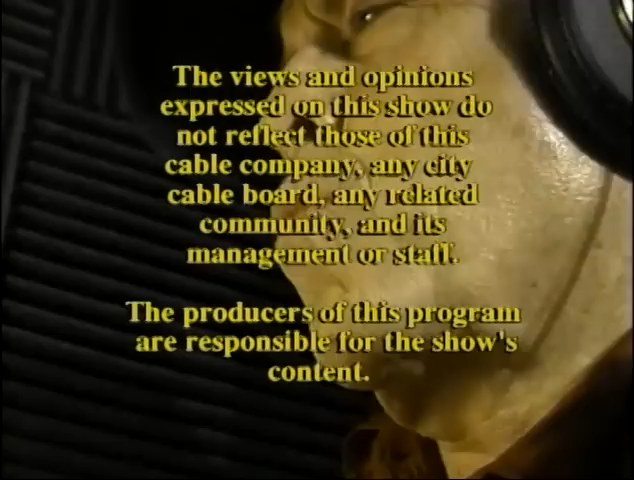 The views and opinions
expressed on this show do
not reflect those of this
cable company, any city
cable board, any related
community, and its
management or staff.
The producers of this program
are responsible for the show's
content.